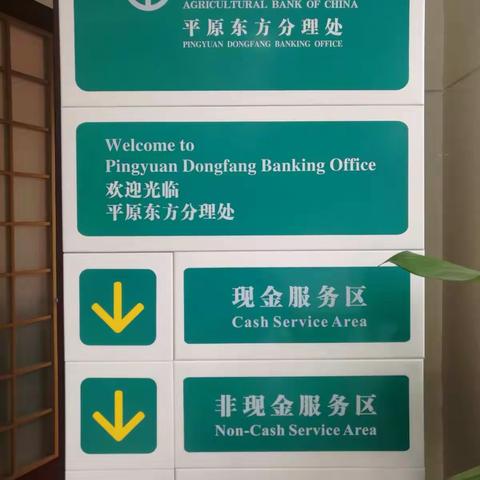 AGRICULTURAL BANK OF CHINA
平原东方分理处
PINGYUAN DONGFANG BANKING OFFICE
Welcome to
Pingyuan Dongfang Banking Office
欢迎光临
平原东方分理处
现金服务区
Cash Service Area
非现金服务区
Non-Cash Service Area